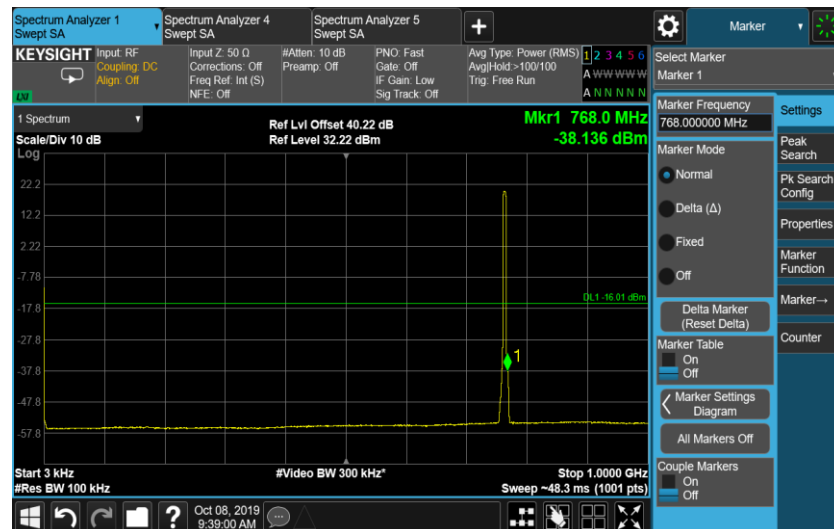 Spectrum Analyzer 1
Swept SA
Spectrum Analyzer 4
Swept SA
Spectrum Analyzer 5
Swept SA
Marker
KEYSIGHT
Input: RF
Coupling: DC
Align: Off
Input Z: 50 Ω
Corrections: Off
Freq Ref: Int (S)
NFE: Off
#Atten: 10 dB
Preamp: Off
PNO: Fast
Gate: Off
IF Gain: Low
Sig Track: Off
Avg Type: Power (RMS)
Avg|Hold:>100/100
Trig: Free Run
1 2 3 4 5 6
A W W W W W
A N N N N N
LXI
Select Marker
Marker 1
1 Spectrum
Scale/Div 10 dB
Log
Ref Lvl Offset 40.22 dB
Ref Level 32.22 dBm
Mkr1 768.0 MHz
-38.136 dBm
22.2
12.2
2.22
-7.78
-17.8
-27.8
-37.8
-47.8
-57.8
DL1 -16.01 dBm
1
Start 3 kHz
#Res BW 100 kHz
#Video BW 300 kHz*
Stop 1.0000 GHz
Sweep ~48.3 ms (1001 pts)
Marker Frequency
768.000000 MHz
Marker Mode
Normal
Delta (Δ)
Fixed
Off
Delta Marker
(Reset Delta)
Marker Table
On
Off
Marker Settings
Diagram
All Markers Off
Couple Markers
On
Off
Settings
Peak
Search
Pk Search
Config
Properties
Marker
Function
Marker→
Counter
Oct 08, 2019
9:39:00 AM